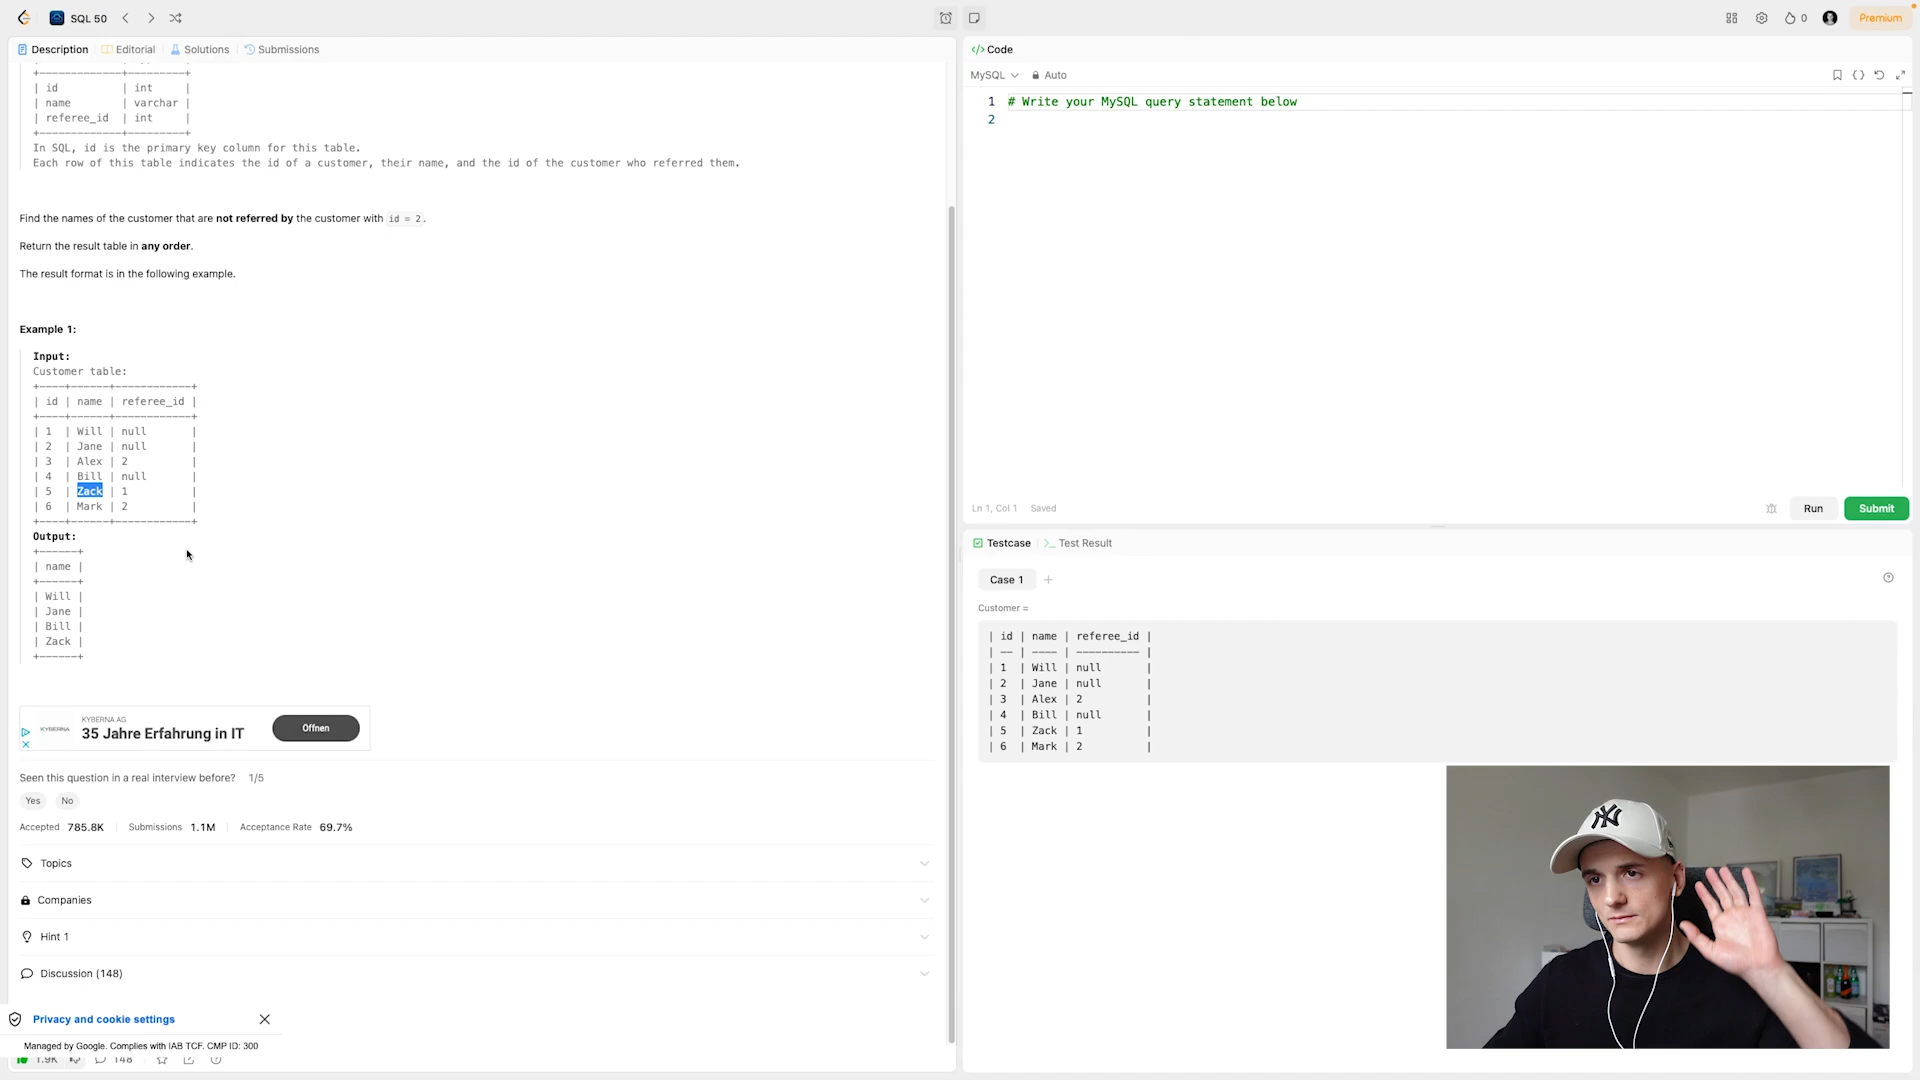 SQL 50
0
Premium
Description
Editorial
Solutions
Submissions
+-------------+---------+
| id          | int     |
| name        | varchar |
| referee_id  | int     |
+-------------+---------+
In SQL, id is the primary key column for this table.
Each row of this table indicates the id of a customer, their name, and the id of the customer who referred them.
Find the names of the customer that are not referred by the customer with id = 2.
Return the result table in any order.
The result format is in the following example.
Example 1:
Input:
Customer table:
+----+------+------------+
| id | name | referee_id |
+----+------+------------+
| 1  | Will | null       |
| 2  | Jane | null       |
| 3  | Alex | 2          |
| 4  | Bill | null       |
| 5  | Zack | 1          |
| 6  | Mark | 2          |
+----+------+------------+
Output:
+------+
| name |
+------+
| Will |
| Jane |
| Bill |
| Zack |
+------+
KYBERNA
KYBERNA AG
35 Jahre Erfahrung in IT
Öffnen
Seen this question in a real interview before? 1/5
Yes No
Accepted 785.8K Submissions 1.1M Acceptance Rate 69.7%
Topics
Companies
Hint 1
Discussion (148)
Privacy and cookie settings
Managed by Google. Complies with IAB TCF. CMP ID: 300
1.9K 148
Code
MySQL Auto
1 # Write your MySQL query statement below
2
Ln 1, Col 1 Saved
Run Submit
Testcase
Test Result
Case 1
Customer =
| id | name | referee_id |
| -- | ---- | ---------- |
| 1  | Will | null       |
| 2  | Jane | null       |
| 3  | Alex | 2          |
| 4  | Bill | null       |
| 5  | Zack | 1          |
| 6  | Mark | 2          |
NY